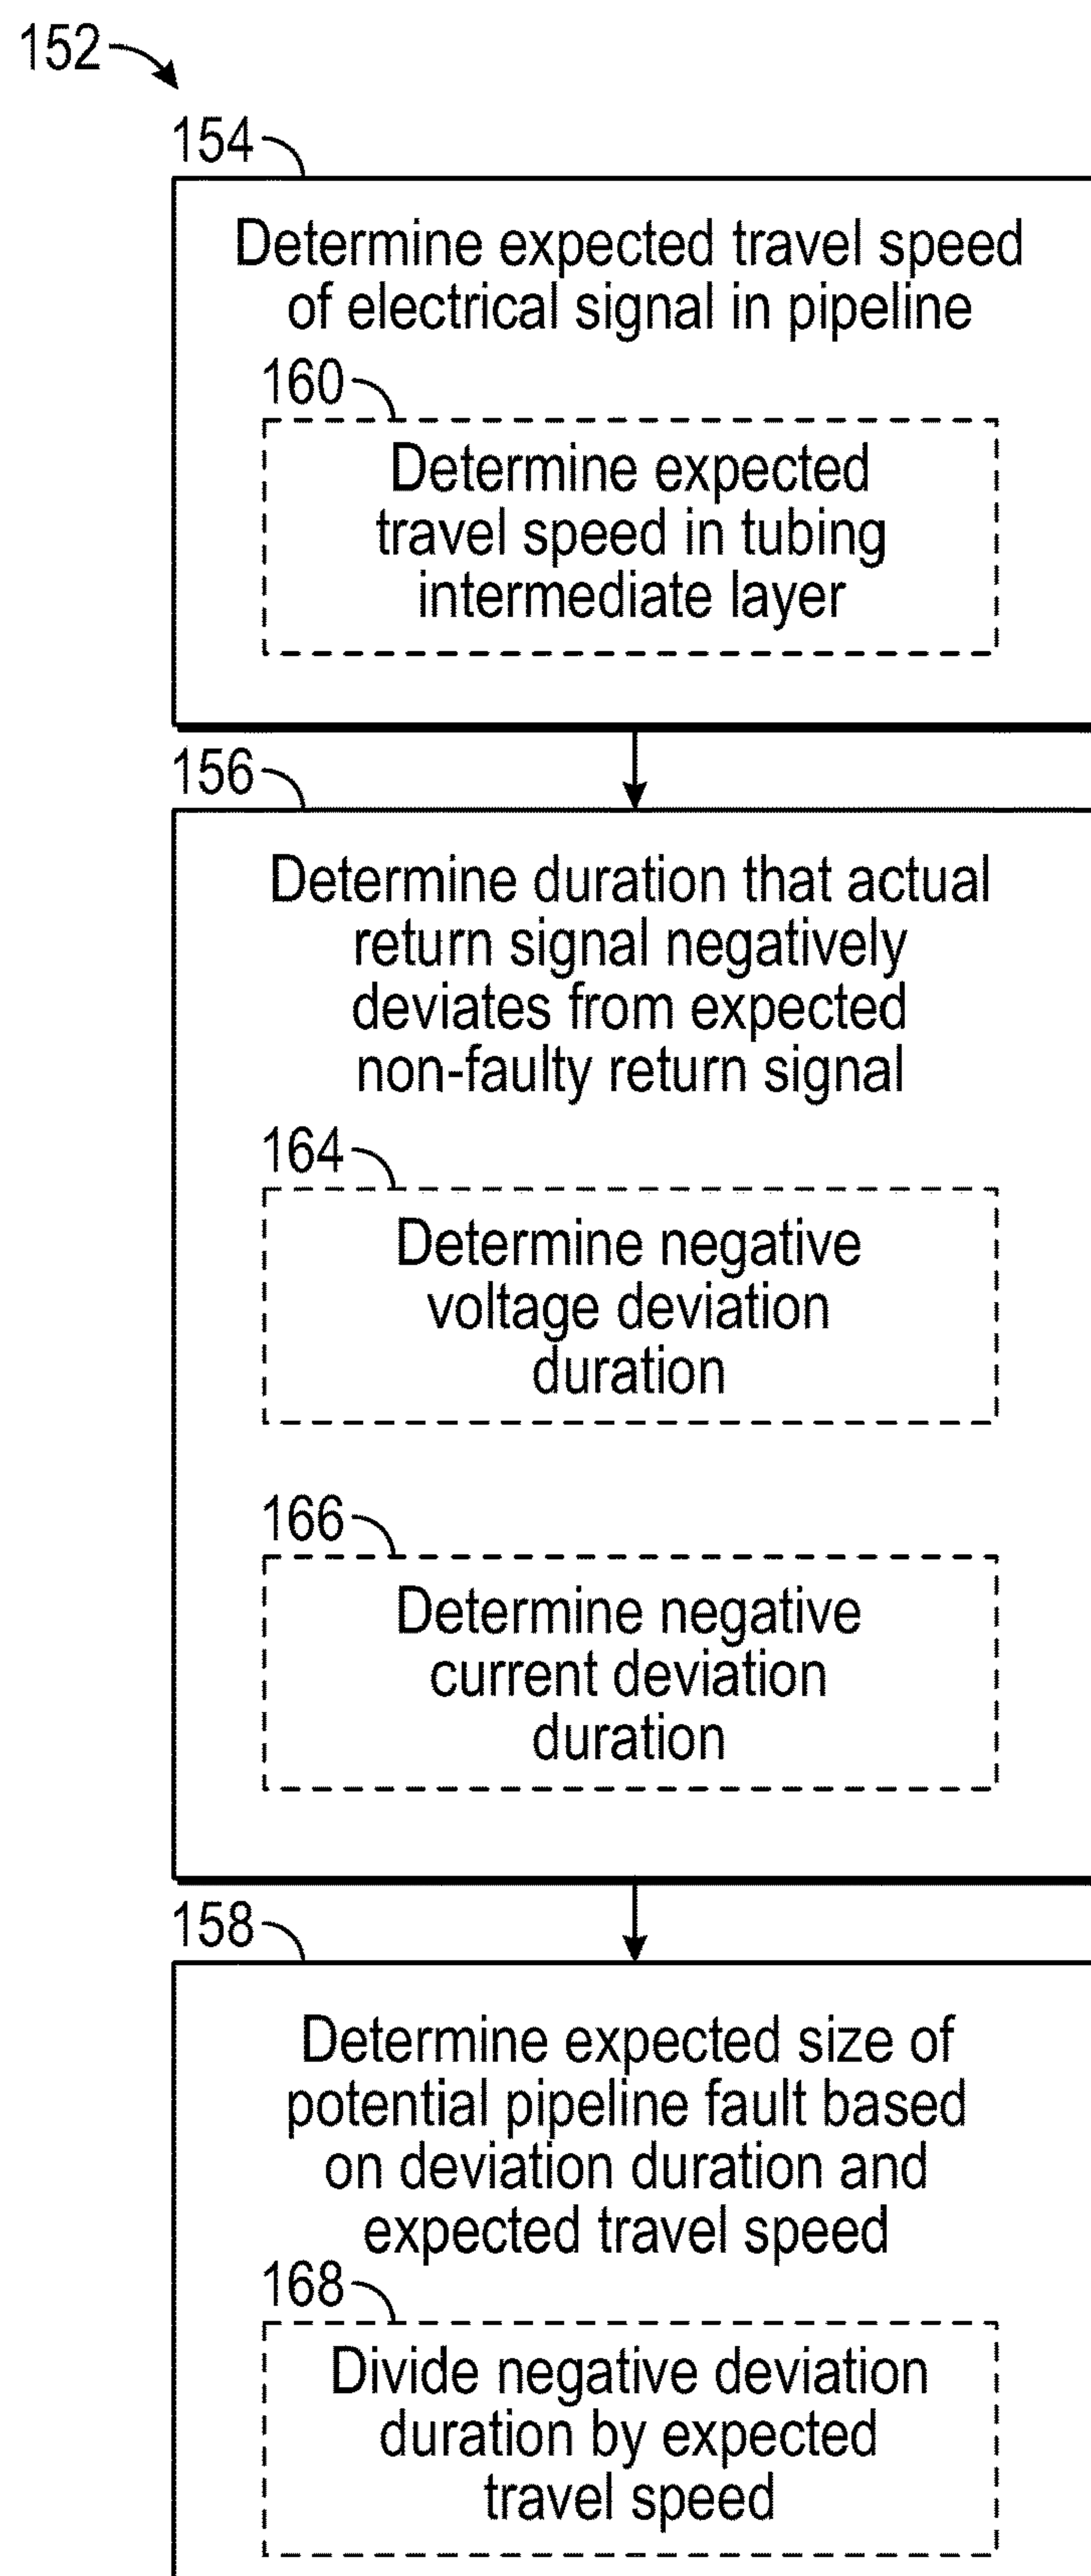 152
154
Determine expected travel speed
of electrical signal in pipeline
160
Determine expected
travel speed in tubing
intermediate layer
156
Determine duration that actual
return signal negatively
deviates from expected
non-faulty return signal
164
Determine negative
voltage deviation
duration
166
Determine negative
current deviation
duration
158
Determine expected size of
potential pipeline fault based
on deviation duration and
expected travel speed
168
Divide negative deviation
duration by expected
travel speed